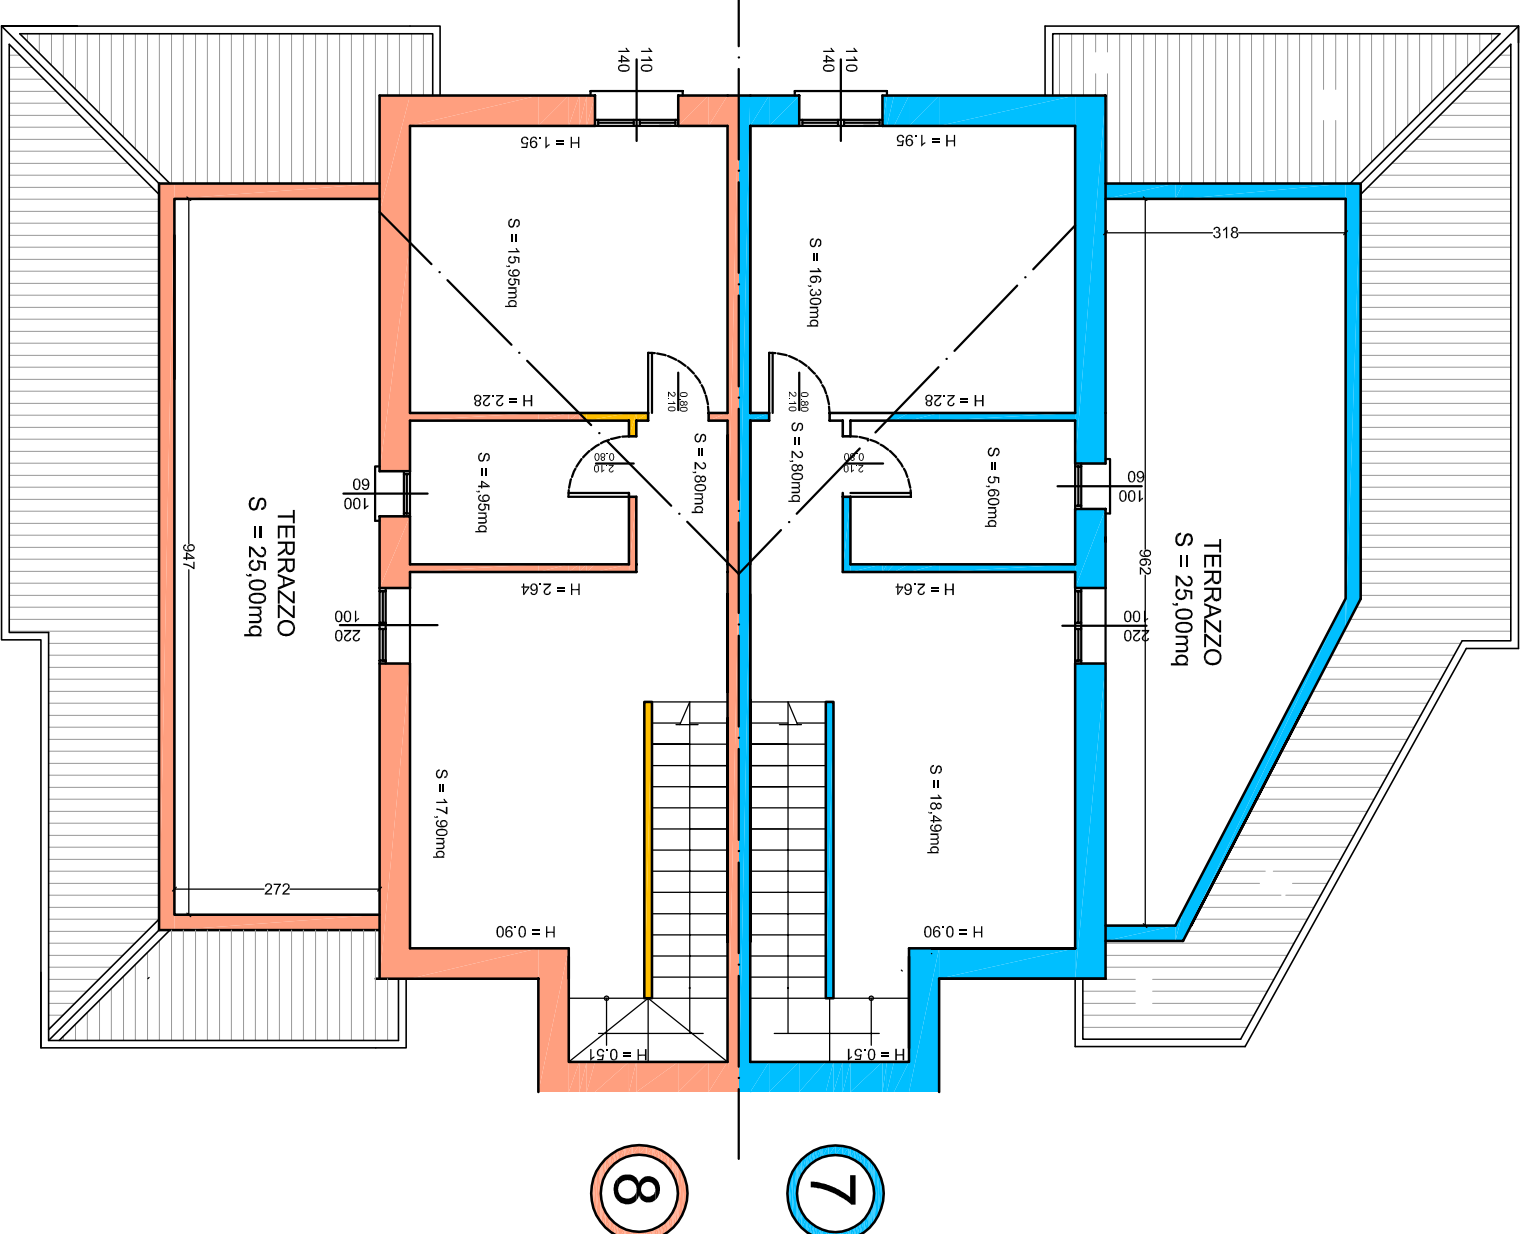 110
140
110
140
H = 1.95
H = 1.95
S = 15,95mq
S = 16,30mq
318
H = 2.28
0.80
2.10
0.80
2.10
H = 2.28
S = 4,95mq
0.80
2.10
S = 2,80mq
S = 2,80mq
0.80
2.10
S = 5,60mq
60
100
60
100
947
TERRAZZO
S = 25,00mq
962
TERRAZZO
S = 25,00mq
H = 2.64
H = 2.64
100
220
100
220
S = 17,90mq
S = 18,49mq
272
H = 0.90
H = 0.90
H = 0.51
H = 0.51
8
7